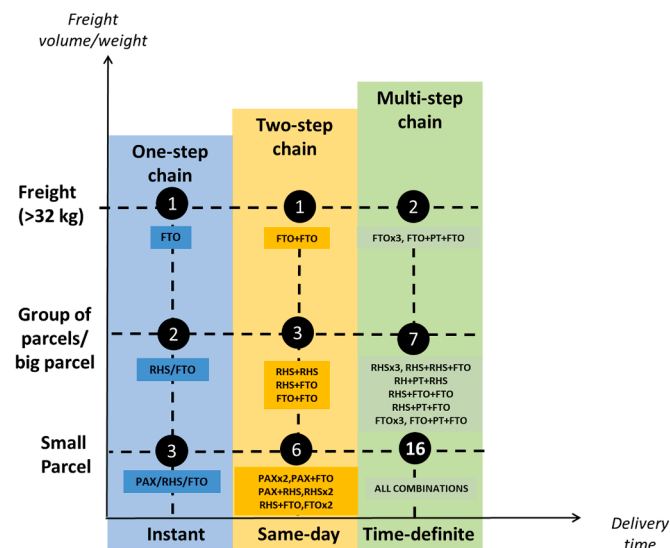 Freight
volume/weight
One-step
chain
Two-step
chain
Multi-step
chain
Freight
(>32 kg)
1
1
2
FTO
FTO+FTO
FTOx3, FTO+PT+FTO
Group of
parcels/
big parcel
2
3
7
RHS/FTO
RHS+RHS
RHS+FTO
FTO+FTO
RHSx3, RHS+RHS+FTO
RH+PT+RHS
RHS+FTO+FTO
RHS+PT+FTO
FTOx3, FTO+PT+FTO
Small
Parcel
3
6
16
PAX/RHS/FTO
PAXx2,PAX+FTO
PAX+RHS,RHSx2
RHS+FTO,FTOx2
ALL COMBINATIONS
Instant
Same-day
Time-definite
Delivery
time